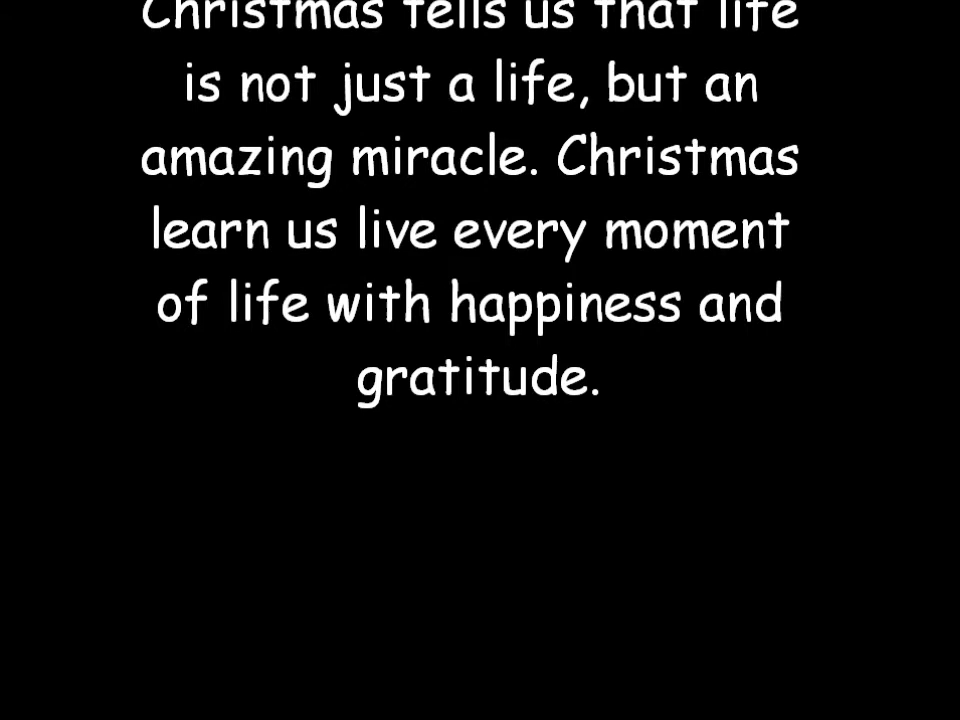 Christmas tells us that life
is not just a life, but an
amazing miracle. Christmas
learn us live every moment
of life with happiness and
gratitude.